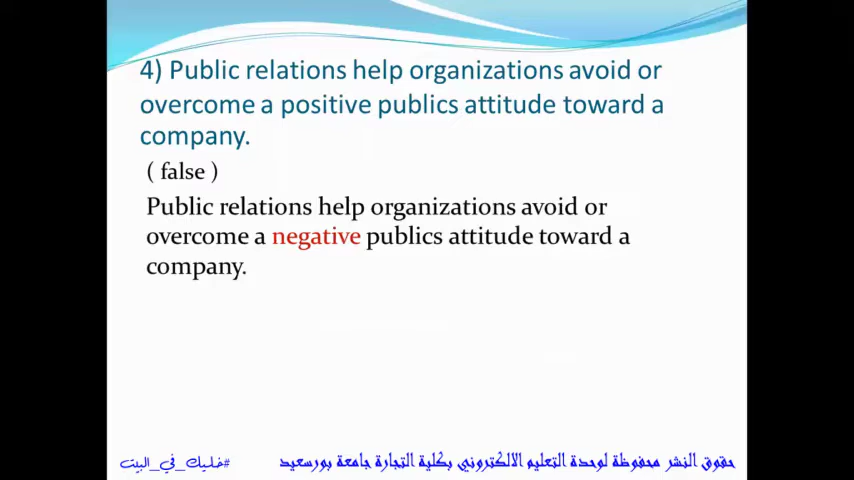 4) Public relations help organizations avoid or
overcome a positive publics attitude toward a
company.
( false )
Public relations help organizations avoid or
overcome a negative publics attitude toward a
company.
حقوق النشر محفوظة لوحدة التعليم الالكتروني بكلية التجارة جامعة بورسعيد
#خليك_في_البيت